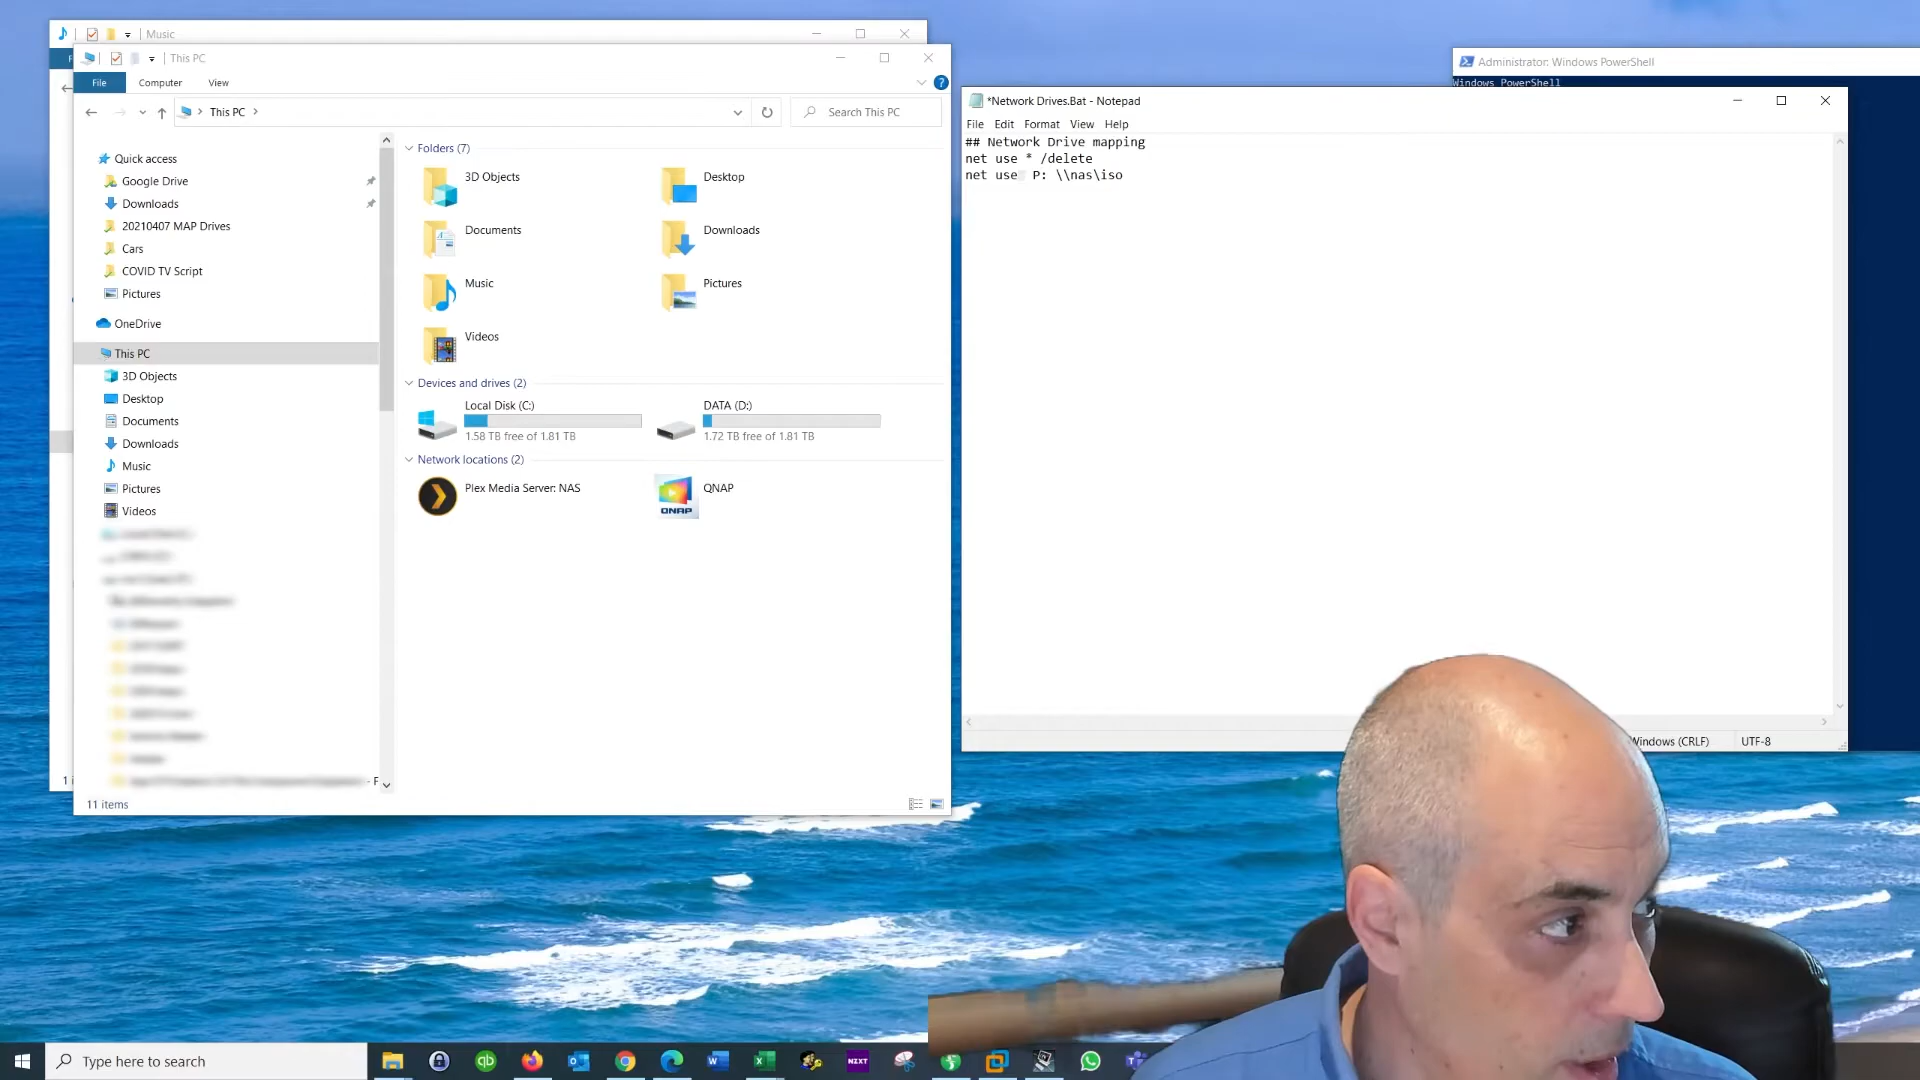 Music
This PC
File
Computer
View
This PC
Search This PC
Quick access
Google Drive
Downloads
20210407 MAP Drives
Cars
COVID TV Script
Pictures
OneDrive
This PC
3D Objects
Desktop
Documents
Downloads
Music
Pictures
Videos
Folders (7)
3D Objects
Desktop
Documents
Downloads
Music
Pictures
Videos
Devices and drives (2)
Local Disk (C:)
1.58 TB free of 1.81 TB
DATA (D:)
1.72 TB free of 1.81 TB
Network locations (2)
Plex Media Server: NAS
QNAP
QNAP
11 items
Administrator: Windows PowerShell
Windows PowerShell
*Network Drives.Bat - Notepad
File Edit Format View Help
## Network Drive mapping
net use * /delete
net use P: \\nas\iso
Windows (CRLF)
UTF-8
Type here to search
NZXT